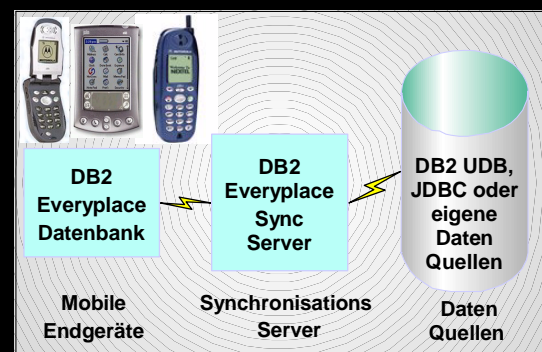 DB2
Everyplace
Datenbank
DB2
Everyplace
Sync
Server
DB2 UDB,
JDBC oder
eigene
Daten
Quellen
Mobile
Endgeräte
Synchronisations
Server
Daten
Quellen